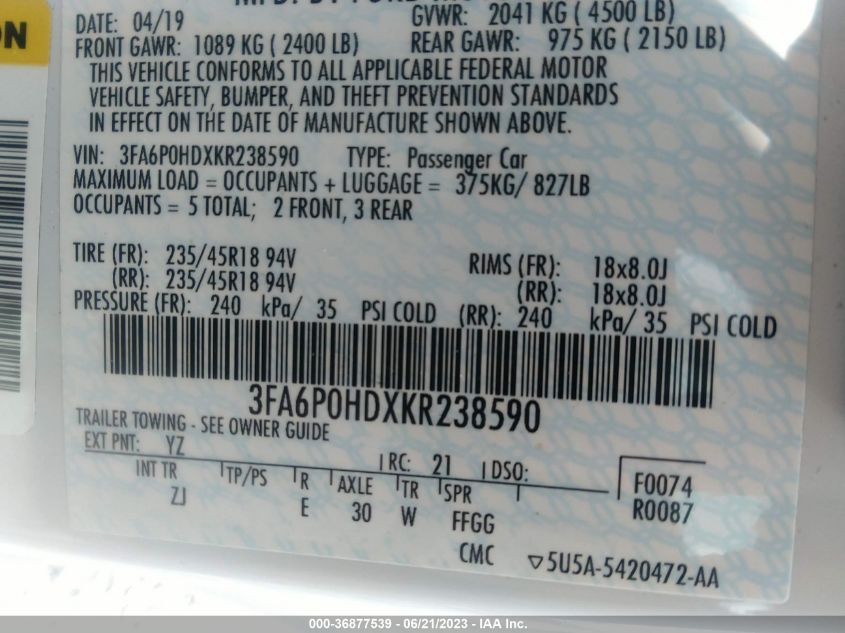 ON
MFD. BY FORD
DATE: 04/19 GVWR: 2041 KG ( 4500 LB)
FRONT GAWR: 1089 KG ( 2400 LB) REAR GAWR: 975 KG ( 2150 LB)
THIS VEHICLE CONFORMS TO ALL APPLICABLE FEDERAL MOTOR
VEHICLE SAFETY, BUMPER, AND THEFT PREVENTION STANDARDS
IN EFFECT ON THE DATE OF MANUFACTURE SHOWN ABOVE.
VIN: 3FA6P0HDXKR238590 TYPE: Passenger Car
MAXIMUM LOAD = OCCUPANTS + LUGGAGE = 375KG/ 827LB
OCCUPANTS = 5 TOTAL; 2 FRONT, 3 REAR
TIRE (FR): 235/45R18 94V RIMS (FR): 18x8.0J
(RR): 235/45R18 94V (RR): 18x8.0J
PRESSURE (FR): 240 kPa/ 35 PSI COLD (RR): 240 kPa/ 35 PSI COLD
3FA6P0HDXKR238590
TRAILER TOWING - SEE OWNER GUIDE
EXT PNT: YZ RC: 21 DSO:
INT TR TP/PS R AXLE TR SPR F0074
ZJ E 30 W FFGG R0087
CMC ▽5U5A-5420472-AA
000-36877539 - 06/21/2023 - IAA Inc.